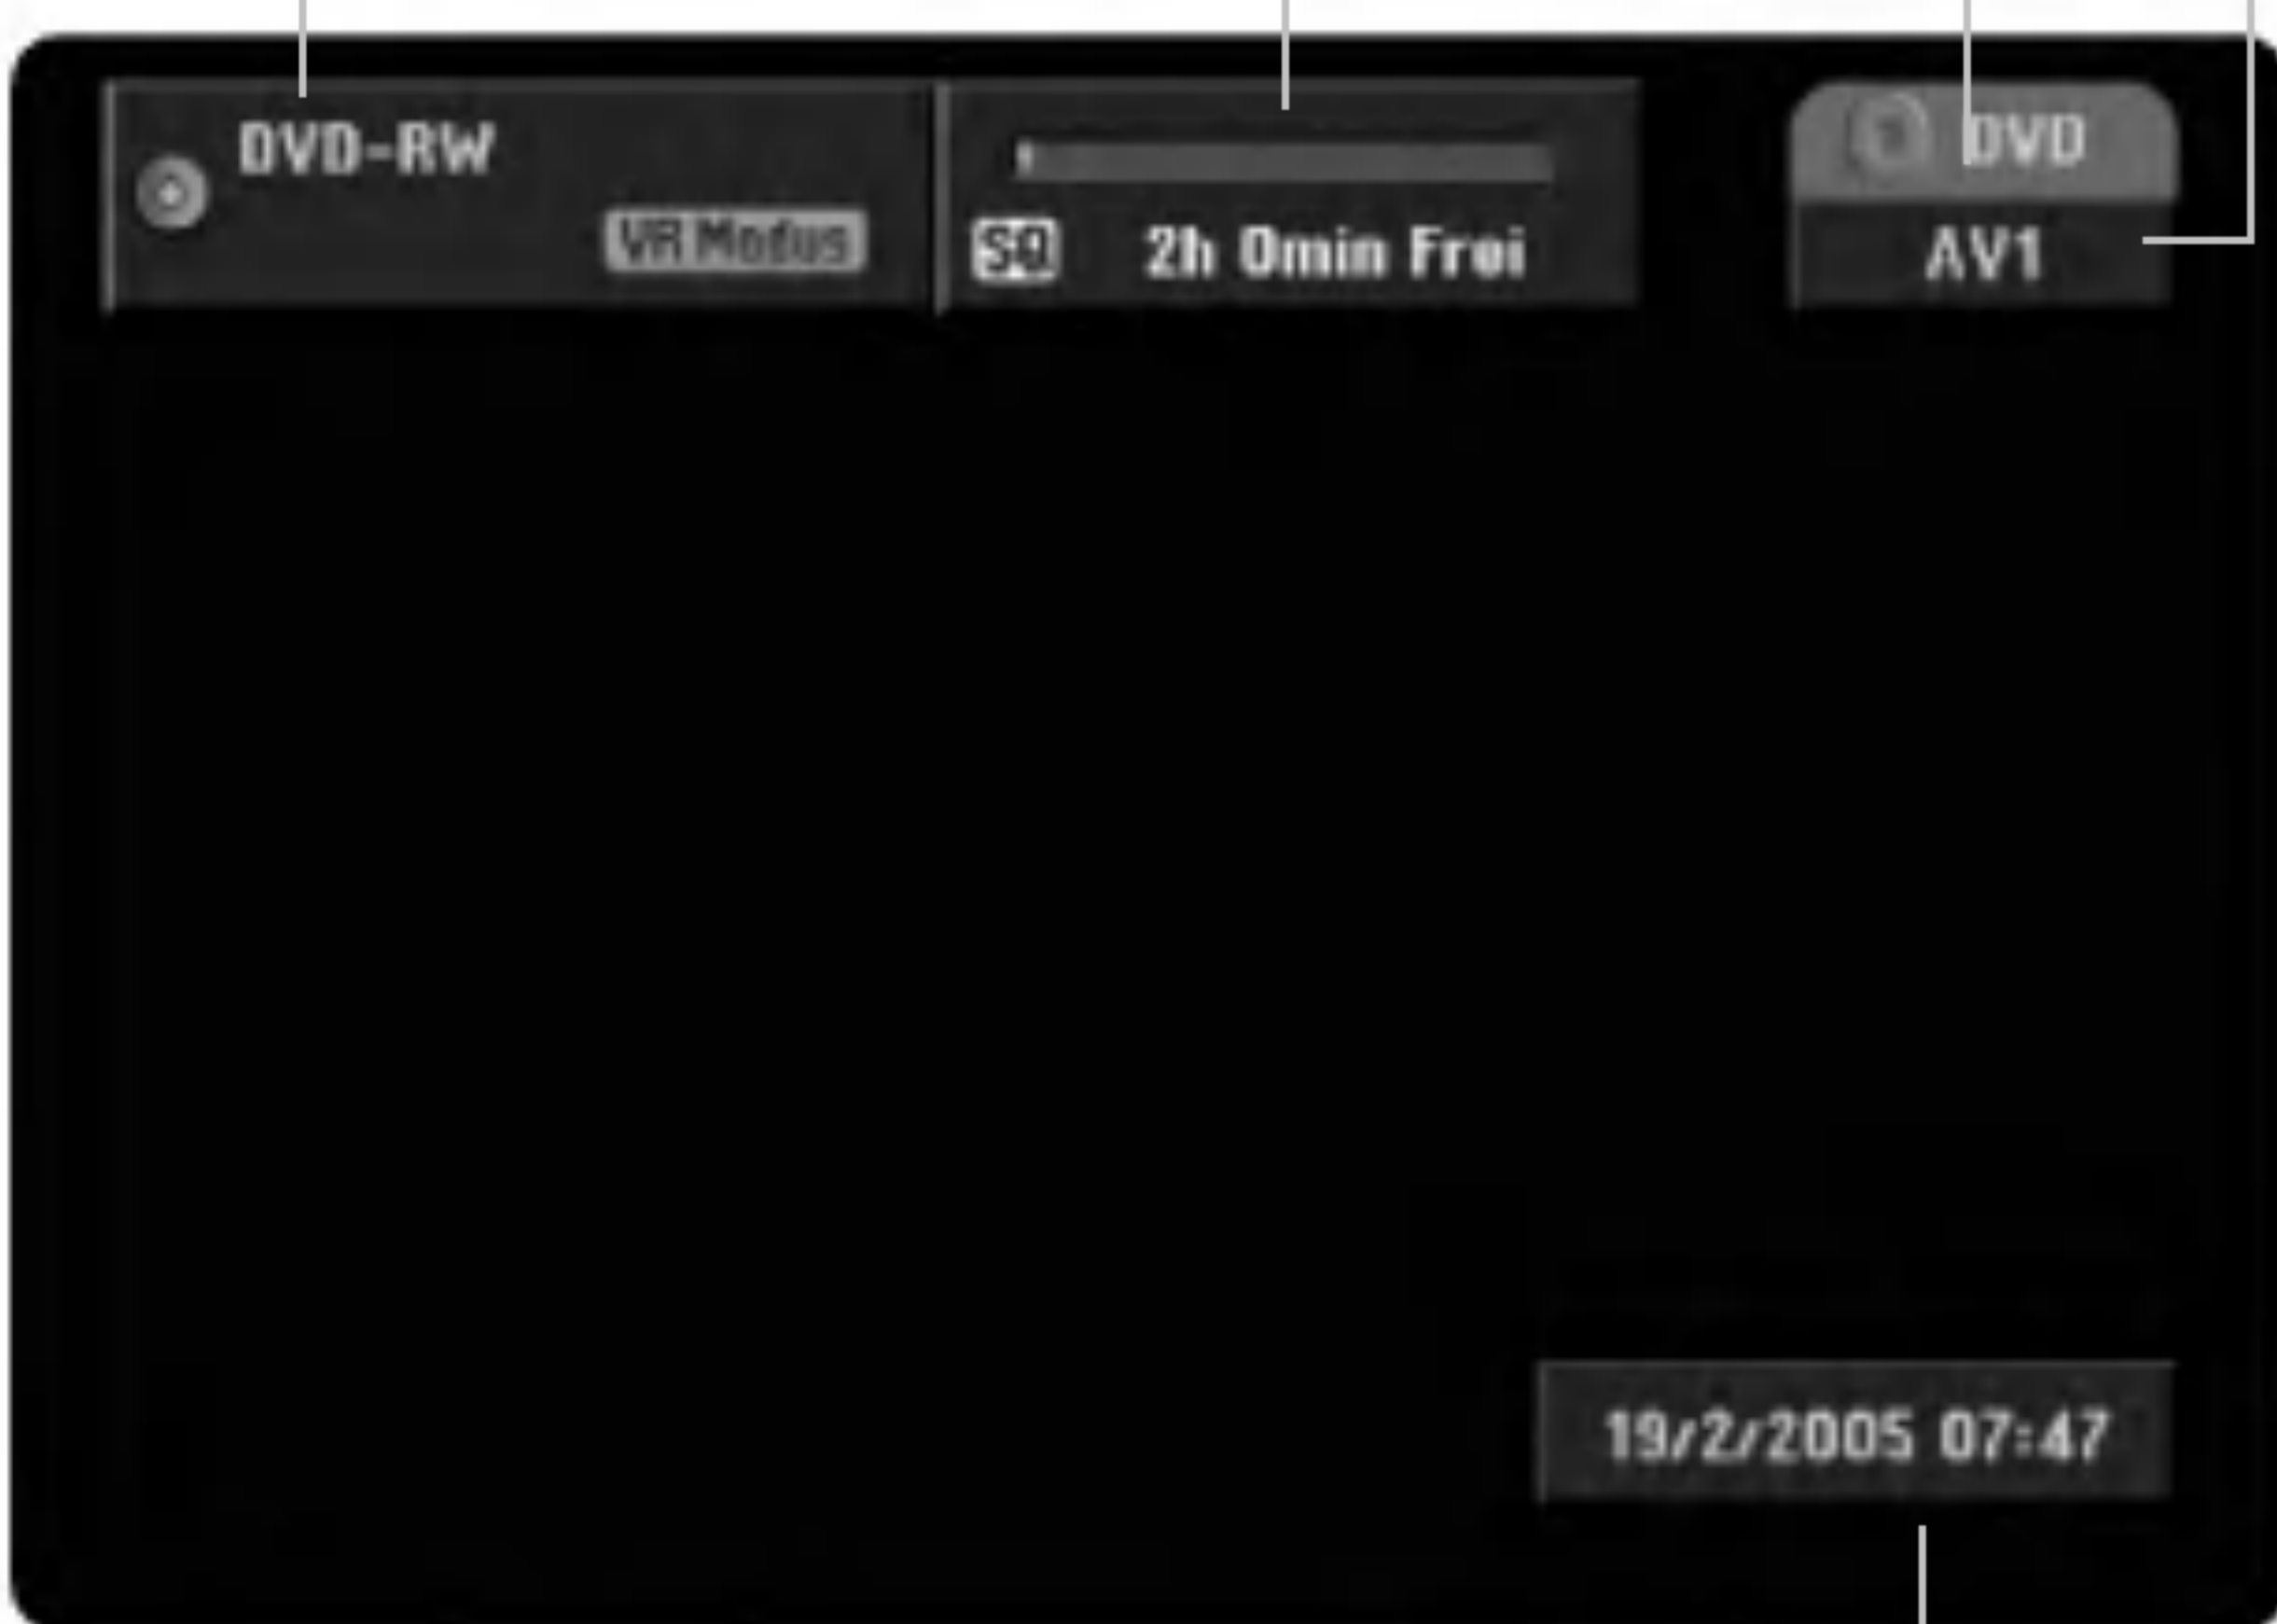 DVD-RW
VR Modus
SQ 2h 0min Frei
DVD
AV1
19/2/2005 07:47